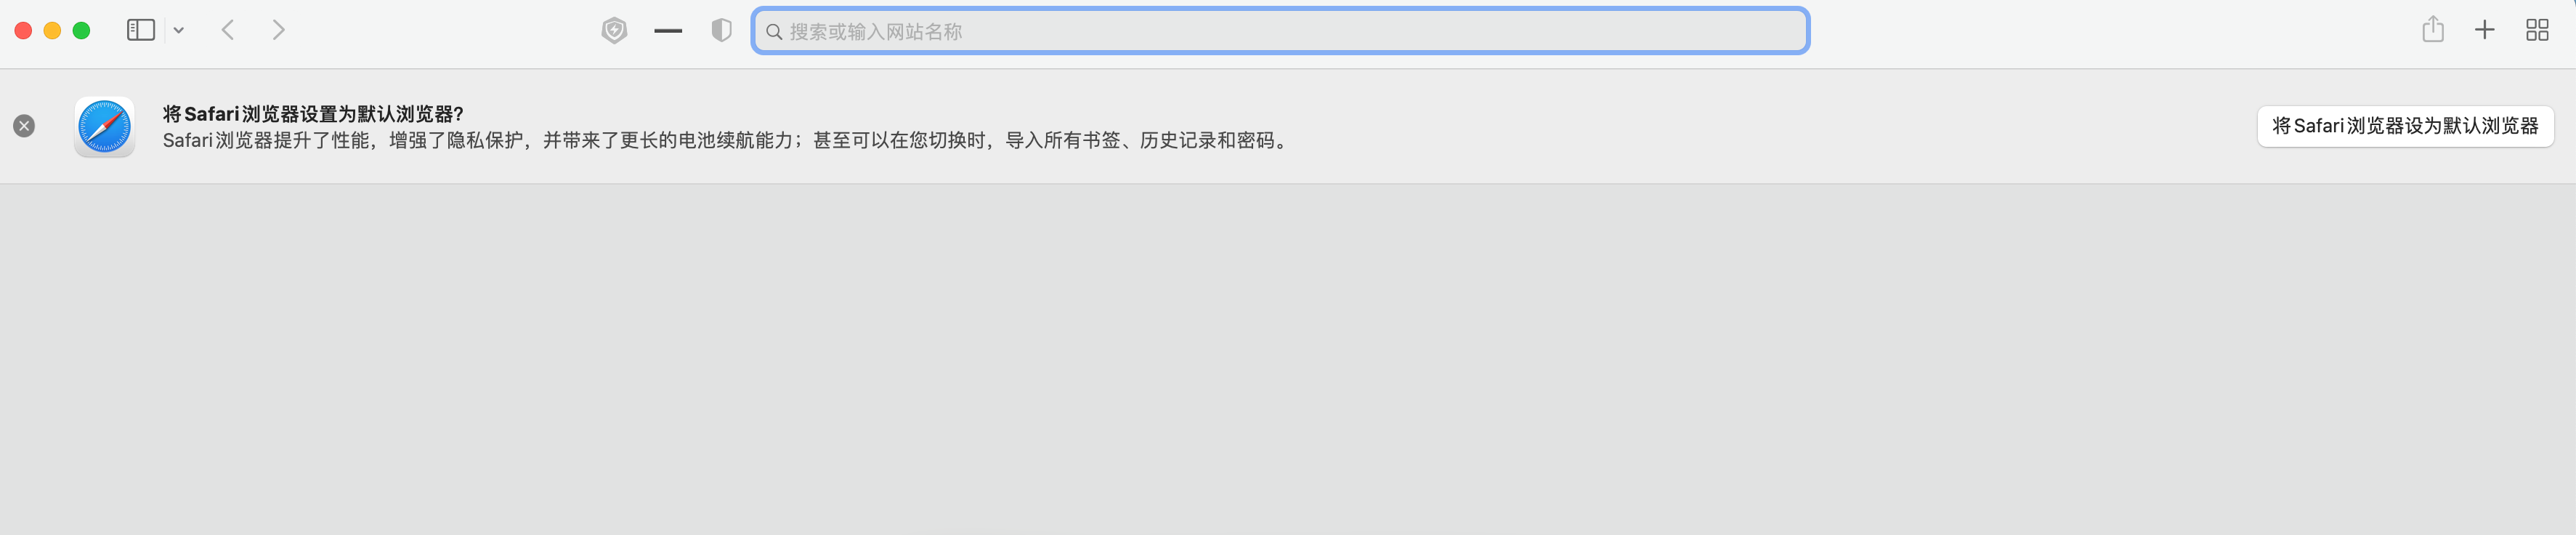 搜索或输入网站名称
将Safari浏览器设置为默认浏览器?
Safari浏览器提升了性能，增强了隐私保护，并带来了更长的电池续航能力；甚至可以在您切换时，导入所有书签、历史记录和密码。
将Safari浏览器设为默认浏览器